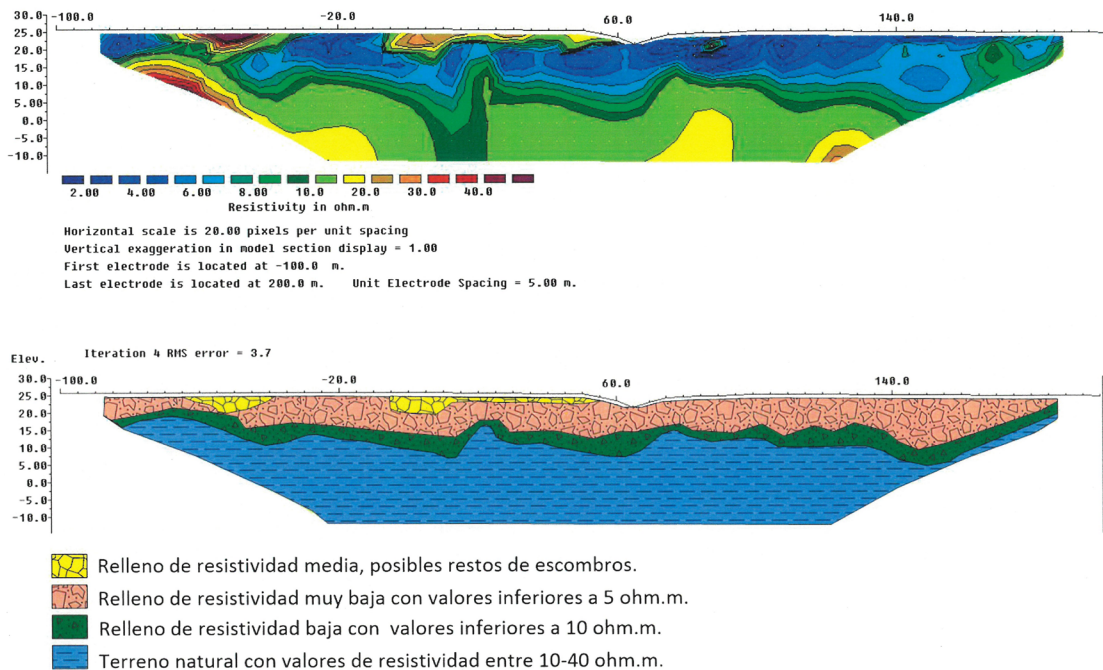 -100.0 -20.0 60.0 140.0
30.0
25.0
20.0
15.0
10.0
5.00
0.0
-5.0
-10.0
2.00 4.00 6.00 8.00 10.0 20.0 30.0 40.0
Resistivity in ohm.m
Horizontal scale is 20.00 pixels per unit spacing
Vertical exaggeration in model section display = 1.00
First electrode is located at -100.0 m.
Last electrode is located at 200.0 m. Unit Electrode Spacing = 5.00 m.
Elev. Iteration 4 RMS error = 3.7
-100.0 -20.0 60.0 140.0
30.0
25.0
20.0
15.0
10.0
5.00
0.0
-5.0
-10.0
Relleno de resistividad media, posibles restos de escombros.
Relleno de resistividad muy baja con valores inferiores a 5 ohm.m.
Relleno de resistividad baja con valores inferiores a 10 ohm.m.
Terreno natural con valores de resistividad entre 10-40 ohm.m.